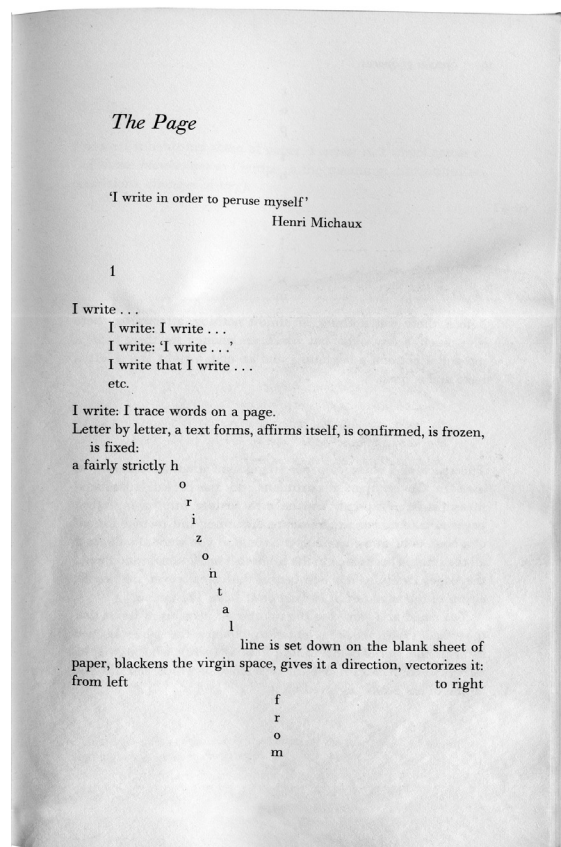 The Page
'I write in order to peruse myself'
Henri Michaux
1
I write . . .
I write: I write . . .
I write: 'I write . . .'
I write that I write . . .
etc.
I write: I trace words on a page.
Letter by letter, a text forms, affirms itself, is confirmed, is frozen,
is fixed:
a fairly strictly h
o
r
i
z
o
n
t
a
l
line is set down on the blank sheet of
paper, blackens the virgin space, gives it a direction, vectorizes it:
from left to right
f
r
o
m